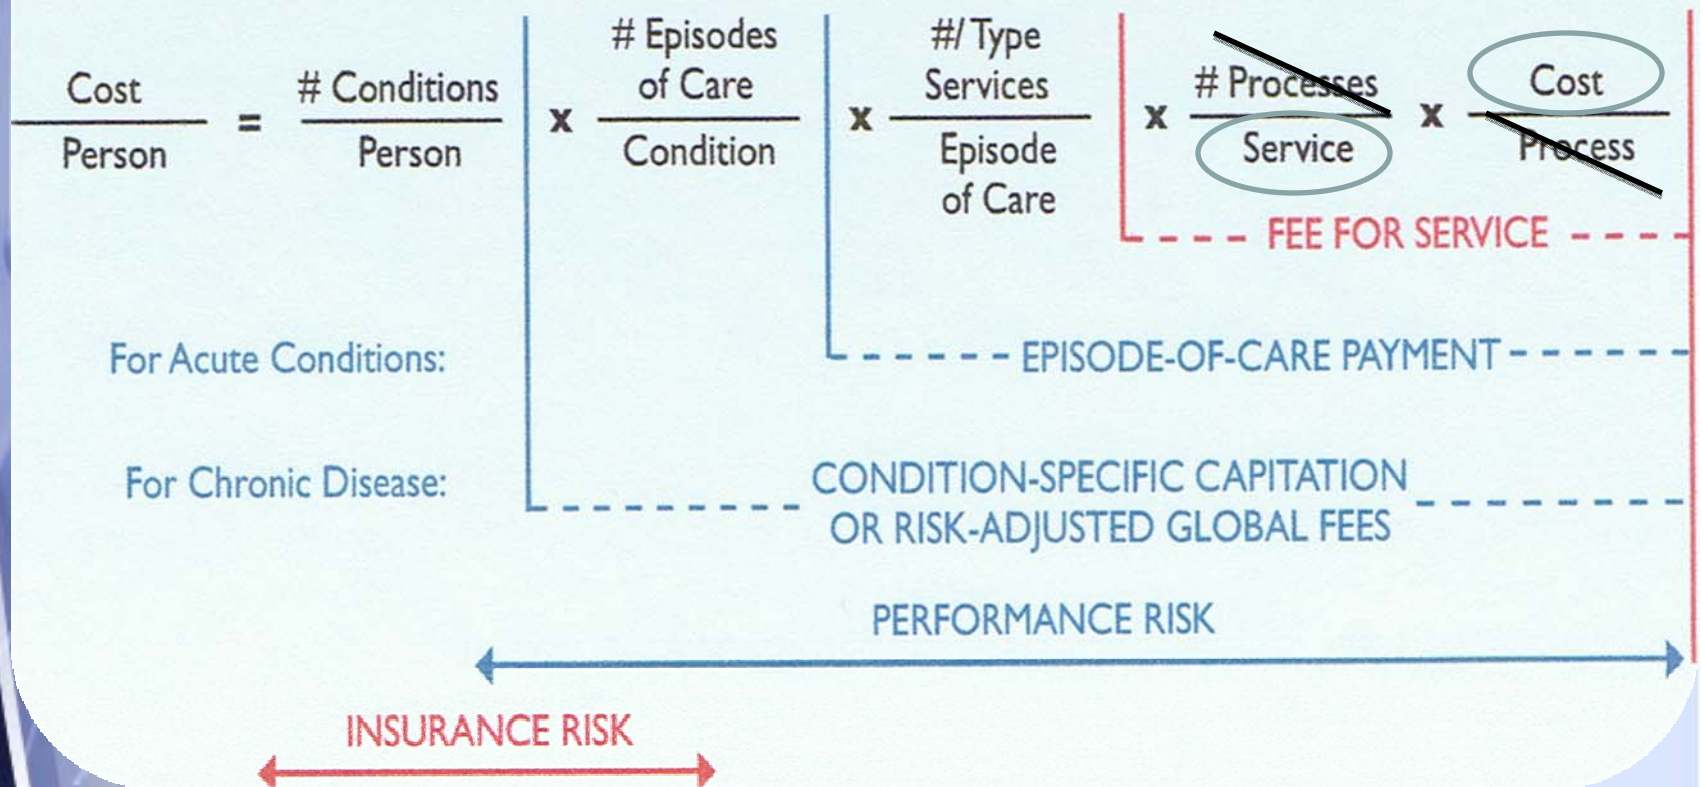 Cost
Person
=
# Conditions
Person
x
# Episodes
of Care
Condition
x
#/ Type
Services
Episode
of Care
x
# Processes
Service
x
Cost
Process
FEE FOR SERVICE
For Acute Conditions:
EPISODE-OF-CARE PAYMENT
For Chronic Disease:
CONDITION-SPECIFIC CAPITATION
OR RISK-ADJUSTED GLOBAL FEES
PERFORMANCE RISK
INSURANCE RISK